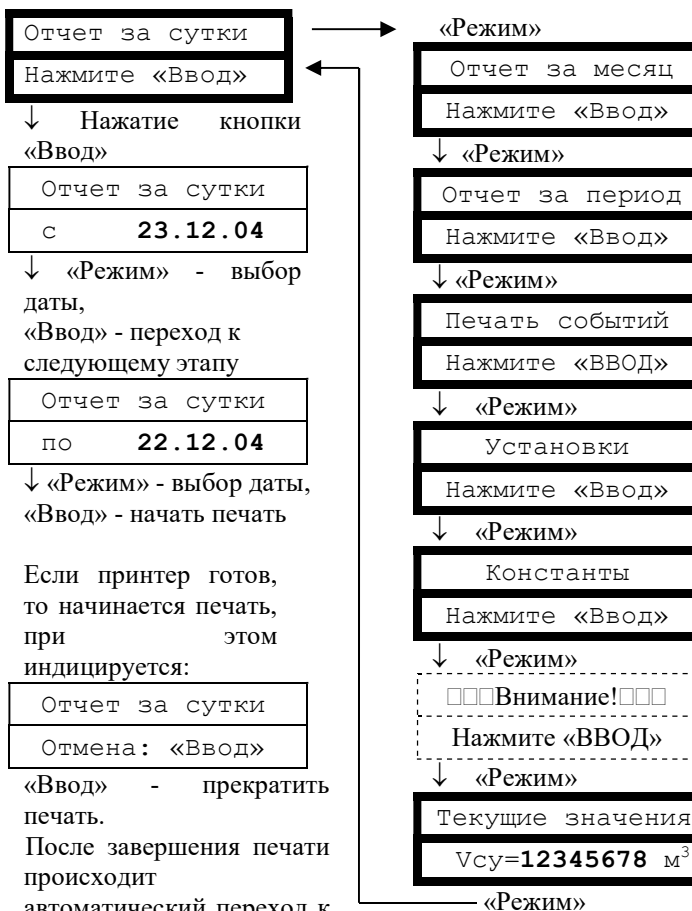 Отчет за сутки
Нажмите «Ввод»
↓ Нажатие кнопки
«Ввод»
Отчет за сутки
с 23.12.04
↓ «Режим» - выбор
даты,
«Ввод» - переход к
следующему этапу
Отчет за сутки
по 22.12.04
↓ «Режим» - выбор даты,
«Ввод» - начать печать
Если принтер готов,
то начинается печать,
при этом
индицируется:
Отчет за сутки
Отмена: «Ввод»
«Ввод» - прекратить
печать.
После завершения печати
происходит
автоматический переход к
«Режим»
Отчет за месяц
Нажмите «Ввод»
↓ «Режим»
Отчет за период
Нажмите «Ввод»
↓ «Режим»
Печать событий
Нажмите «ВВОД»
↓ «Режим»
Установки
Нажмите «Ввод»
↓ «Режим»
Константы
Нажмите «Ввод»
↓ «Режим»
□□□Внимание!□□□
Нажмите «ВВОД»
↓ «Режим»
Текущие значения
Vcy=12345678 м³
«Режим»